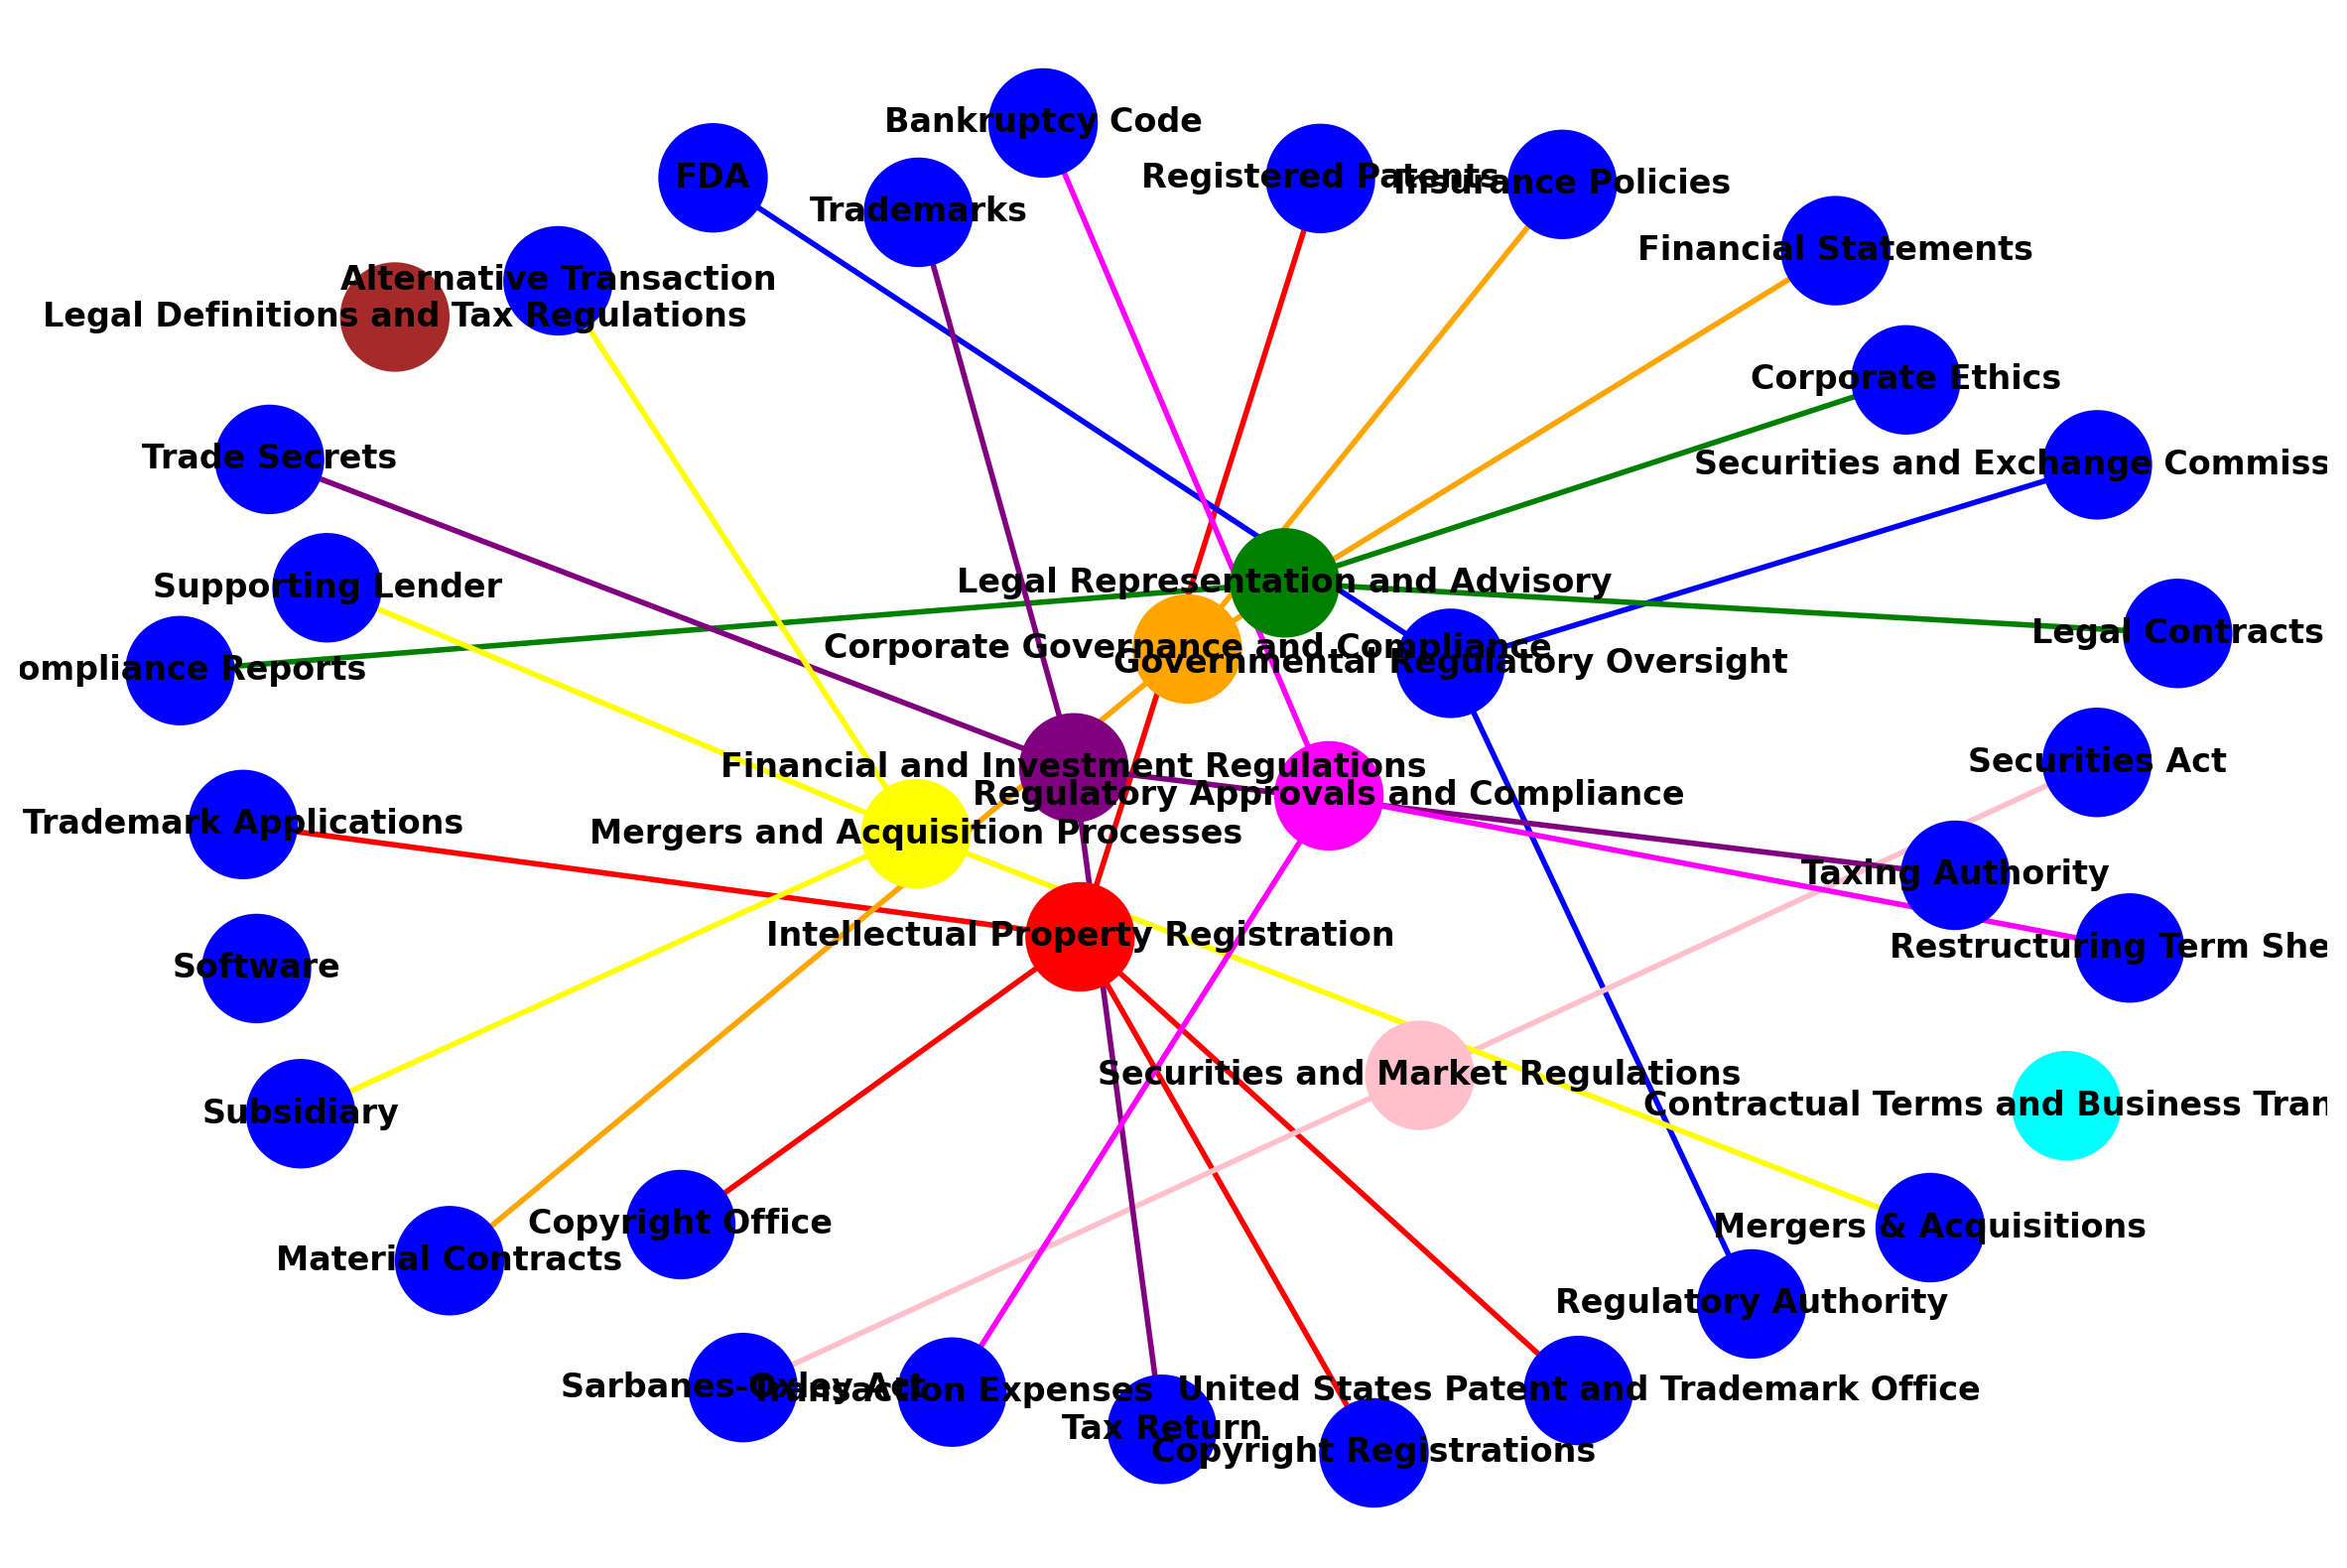 Bankruptcy Code
FDA
Registered Patents
Insurance Policies
Trademarks
Financial Statements
Alternative Transaction
Legal Definitions and Tax Regulations
Corporate Ethics
Trade Secrets
Securities and Exchange Commiss
Supporting Lender
Legal Representation and Advisory
Legal Contracts
Corporate Governance and Compliance
Governmental Regulatory Oversight
ompliance Reports
Securities Act
Financial and Investment Regulations
Regulatory Approvals and Compliance
Trademark Applications
Mergers and Acquisition Processes
Taxing Authority
Intellectual Property Registration
Restructuring Term She
Software
Securities and Market Regulations
Contractual Terms and Business Tran
Subsidiary
Copyright Office
Mergers & Acquisitions
Material Contracts
Regulatory Authority
Sarbanes-Oxley Act
Transaction Expenses
United States Patent and Trademark Office
Tax Return
Copyright Registrations